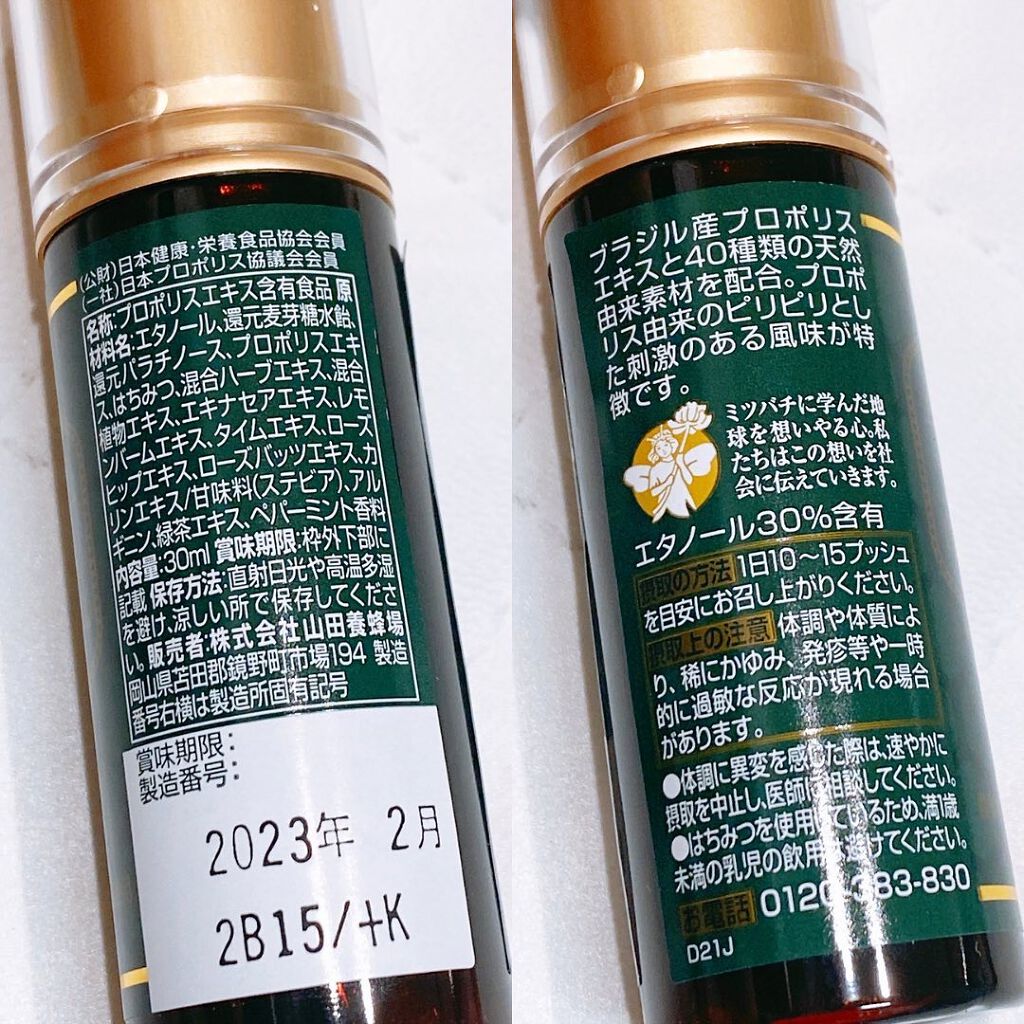 (公財)日本健康・栄養食品協会会員
(一社)日本プロポリス協議会会員
名称:プロポリスエキス含有食品 原
材料名:エタノール、還元麦芽糖水飴、
還元パラチノース、プロポリスエキ
ス、はちみつ、混合ハーブエキス、混合
植物エキス、エキナセアエキス、レモ
ンバームエキス、タイムエキス、ローズ
ヒップエキス、ローズバッツエキス、カ
リンエキス/甘味料(ステビア)、アル
ギニン、緑茶エキス、ペパーミント香料
内容量:30ml 賞味期限:枠外下部に
記載 保存方法:直射日光や高温多湿
を避け、涼しい所で保存してくださ
い。販売者:株式会社山田養蜂場
岡山県苫田郡鏡野町市場194 製造
番号右横は製造所固有記号
賞味期限:
製造番号:
2023年 2月
2B15/+K
ブラジル産プロポリス
エキスと40種類の天然
由来素材を配合。プロポ
リス由来のピリピリとし
た刺激のある風味が特
徴です。
ミツバチに学んだ地
球を想いやる心。私
たちはこの想いを社
会に伝えていきます。
エタノール30%含有
摂取の方法 1日10〜15プッシュ
を目安にお召し上がりください。
摂取上の注意 体調や体質によ
り、稀にかゆみ、発疹等や一時
的に過敏な反応が現れる場合
があります。
●体調に異変を感じた際は、速やかに
摂取を中止し、医師に相談してください。
●はちみつを使用しているため、満1歳
未満の乳児の飲用は避けてください。
お電話 0120-383-830
D21J